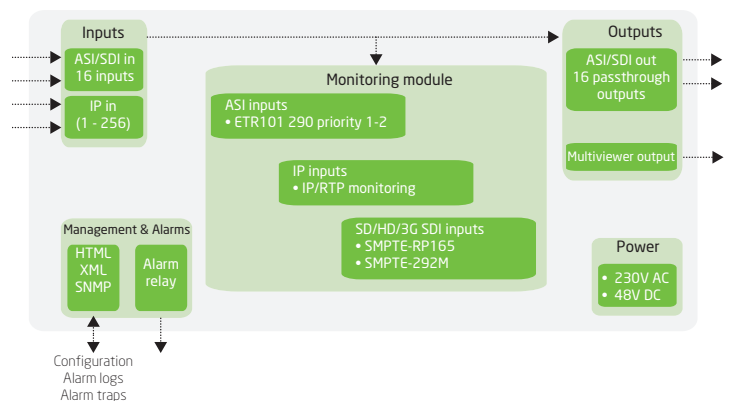 Inputs
ASI/SDI in
16 inputs
IP in
(1 - 256)
Monitoring module
ASI inputs
• ETR101 290 priority 1-2
IP inputs
• IP/RTP monitoring
SD/HD/3G SDI inputs
• SMPTE-RP165
• SMPTE-292M
Outputs
ASI/SDI out
16 passthrough
outputs
Multiviewer output
Management & Alarms
HTML
XML
SNMP
Alarm
relay
Power
• 230V AC
• 48V DC
Configuration
Alarm logs
Alarm traps